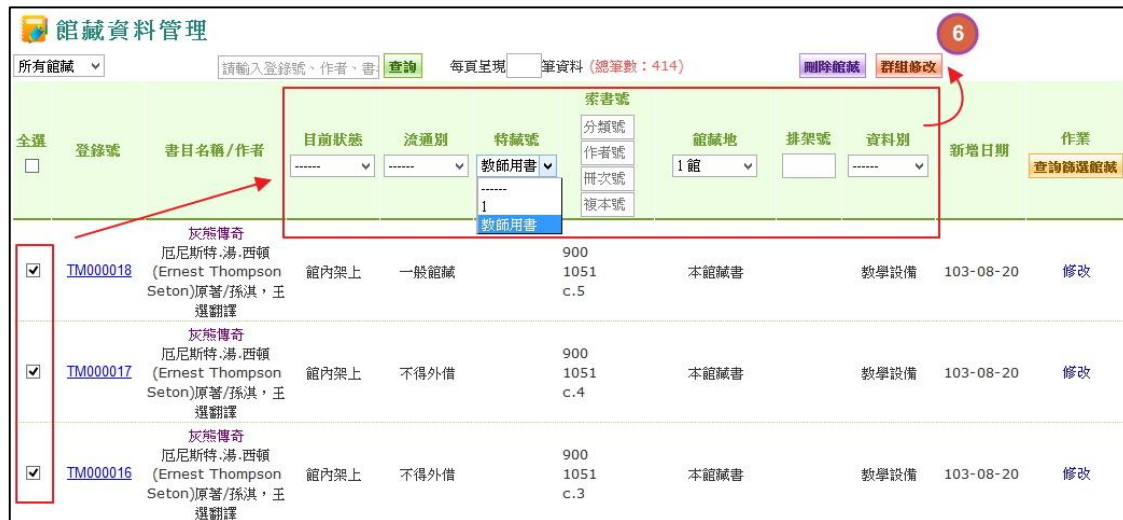 館藏資料管理
6
所有館藏
請輸入登錄號、作者、書
查詢
每頁呈現 筆資料 (總筆數：414)
刪除館藏
群組修改
全選
登錄號
書目名稱/作者
目前狀態
------
流通別
------
特藏號
教師用書
------
1
教師用書
索書號
分類號
作者號
冊次號
複本號
館藏地
1 館
排架號
資料別
------
新增日期
作業
查詢篩選館藏
TM000018
灰熊傳奇
厄尼斯特.湯.西頓
(Ernest Thompson
Seton)原著/孫淇，王
選翻譯
館內架上
一般館藏
900
1051
c.5
本館藏書
教學設備
103-08-20
修改
TM000017
灰熊傳奇
厄尼斯特.湯.西頓
(Ernest Thompson
Seton)原著/孫淇，王
選翻譯
館內架上
不得外借
900
1051
c.4
本館藏書
教學設備
103-08-20
修改
TM000016
灰熊傳奇
厄尼斯特.湯.西頓
(Ernest Thompson
Seton)原著/孫淇，王
選翻譯
館內架上
不得外借
900
1051
c.3
本館藏書
教學設備
103-08-20
修改